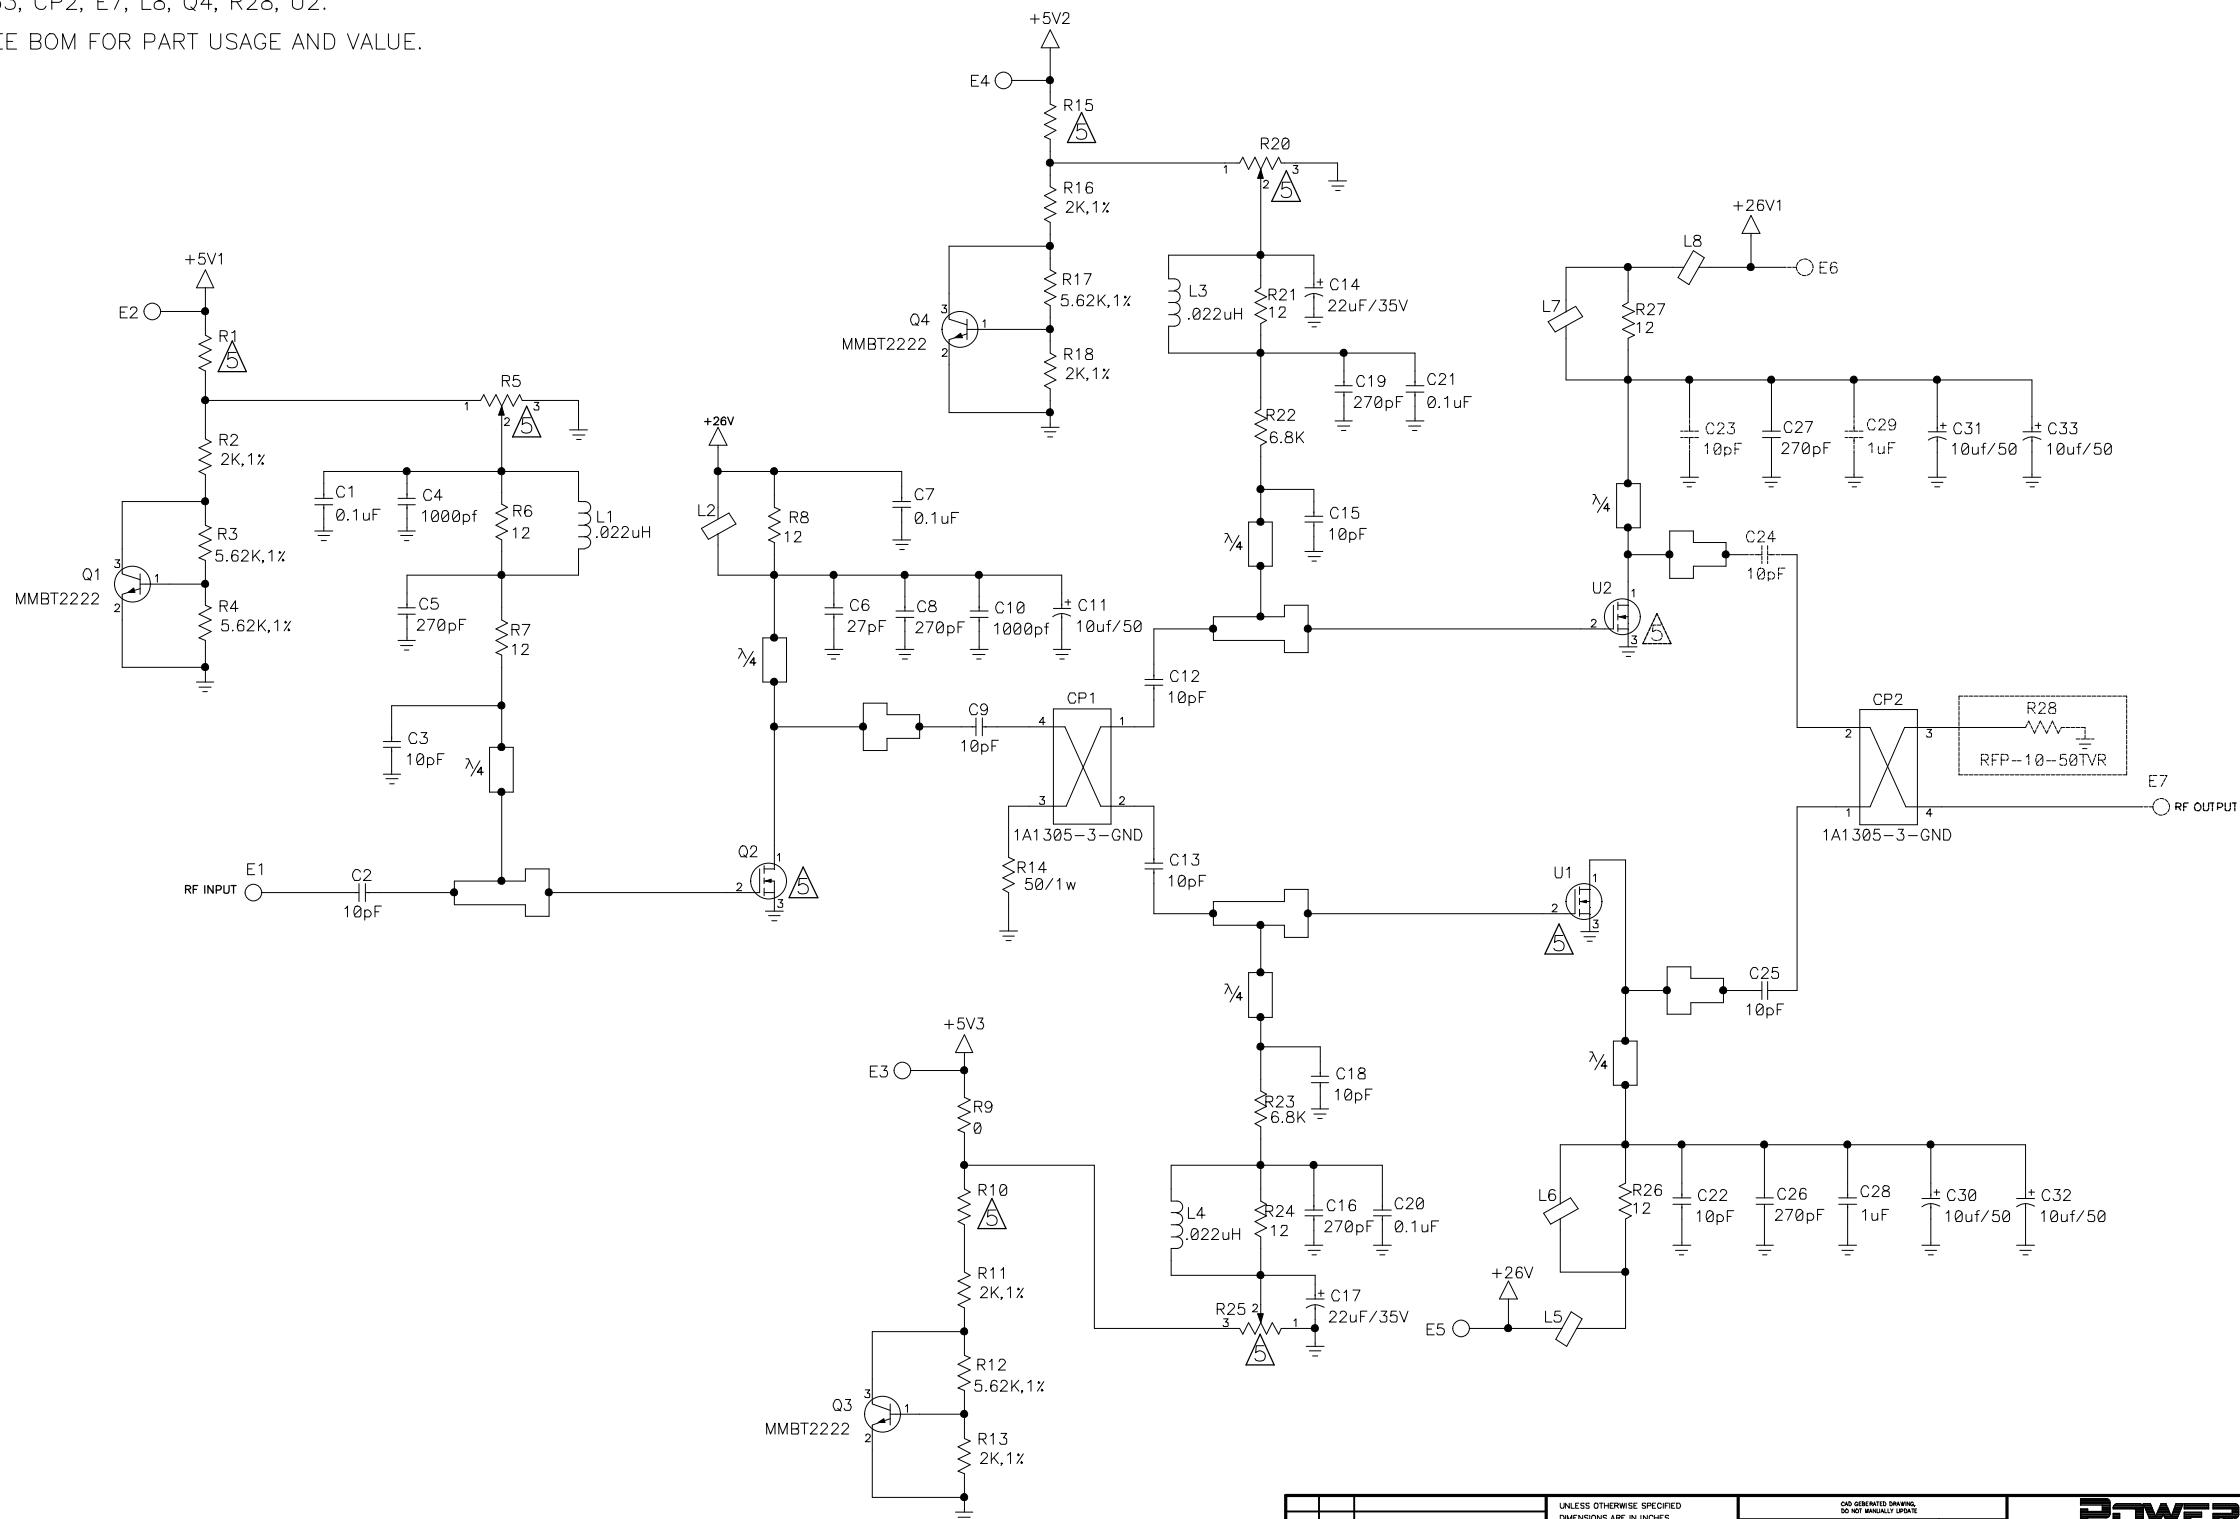 CP2, E7, L8, Q4, R28, U2.
BOM FOR PART USAGE AND VALUE.
+5V2
E4
R15
5
R20
1
3
2
5
R16
2K,1%
+26V1
L8
E6
+5V1
E2
R1
5
R17
5.62K,1%
3
Q4
1
MMBT2222
2
R18
2K,1%
L3
.022uH
R21
12
C14
+
22uF/35V
L7
R27
12
R5
1
3
2
5
C19
270pF
C21
0.1uF
R22
6.8K
+26V
C23
10pF
C27
270pF
C29
1uF
+
C31
10uf/50
+
C33
10uf/50
R2
2K,1%
C1
0.1uF
C4
1000pf
R6
12
L1
.022uH
L2
R8
12
C7
0.1uF
C15
10pF
λ/4
λ/4
C24
10pF
R3
5.62K,1%
3
Q1
1
MMBT2222
2
R4
5.62K,1%
C5
270pF
R7
12
C6
27pF
C8
270pF
C10
1000pf
+
C11
10uf/50
U2
1
2
3
5
λ/4
C12
10pF
C3
10pF
λ/4
C9
10pF
CP1
4
1
3
2
1A1305-3-GND
CP2
2
3
1
4
1A1305-3-GND
R28
RFP-10-50TVR
E7
RF OUTPUT
R14
50/1w
C13
10pF
E1
RF INPUT
C2
10pF
Q2
1
2
3
5
U1
1
2
3
5
λ/4
C25
10pF
+5V3
E3
R9
0
C18
10pF
R23
6.8K
λ/4
R10
5
L4
.022uH
R24
12
C16
270pF
C20
0.1uF
L6
R26
12
C22
10pF
C26
270pF
C28
1uF
+
C30
10uf/50
+
C32
10uf/50
R11
2K,1%
R25
2
3
1
5
+
C17
22uF/35V
+26V
E5
L5
R12
5.62K,1%
3
Q3
1
MMBT2222
2
R13
2K,1%
UNLESS OTHERWISE SPECIFIED
DIMENSIONS ARE IN INCHES
CAD GEBERATED DRAWING,
DO NOT MANUALLY UPDATE
POWER